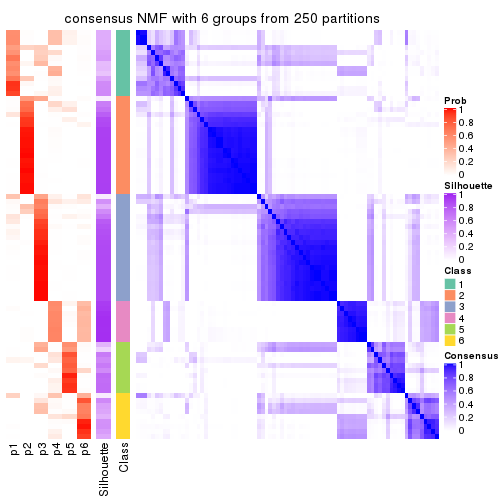 consensus NMF with 6 groups from 250 partitions
Prob
1
0.8
0.6
0.4
0.2
0
Silhouette
1
0.8
0.6
0.4
0.2
0
Class
1
2
3
4
5
6
Consensus
1
0.8
0.6
0.4
0.2
0
p1
p2
p3
p4
p5
p6
Silhouette
Class